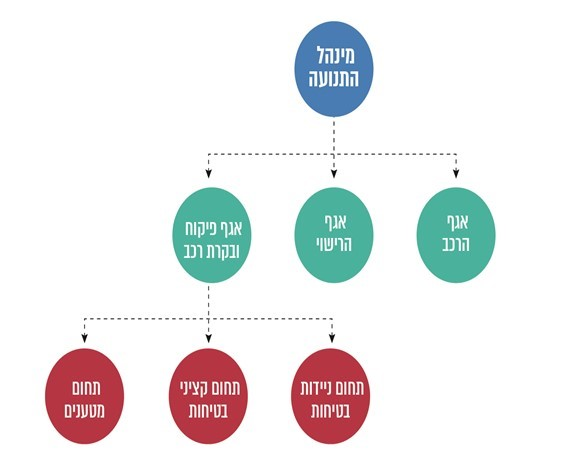 מינהל
התנועה
אגף
הרכב
אגף
הרישוי
אגף פיקוח
ובקרת רכב
תחום ניידות
בטיחות
תחום קציני
בטיחות
תחום
מטענים